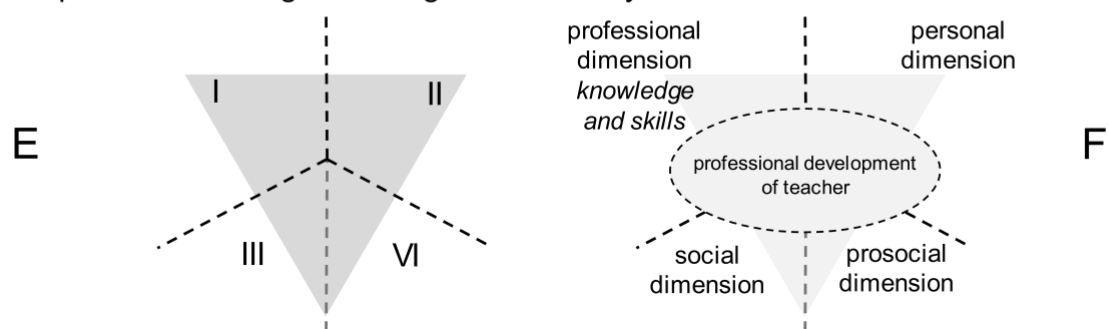 E
I
II
III
VI
professional
dimension
knowledge
and skills
personal
dimension
professional development
of teacher
social
dimension
prosocial
dimension
F